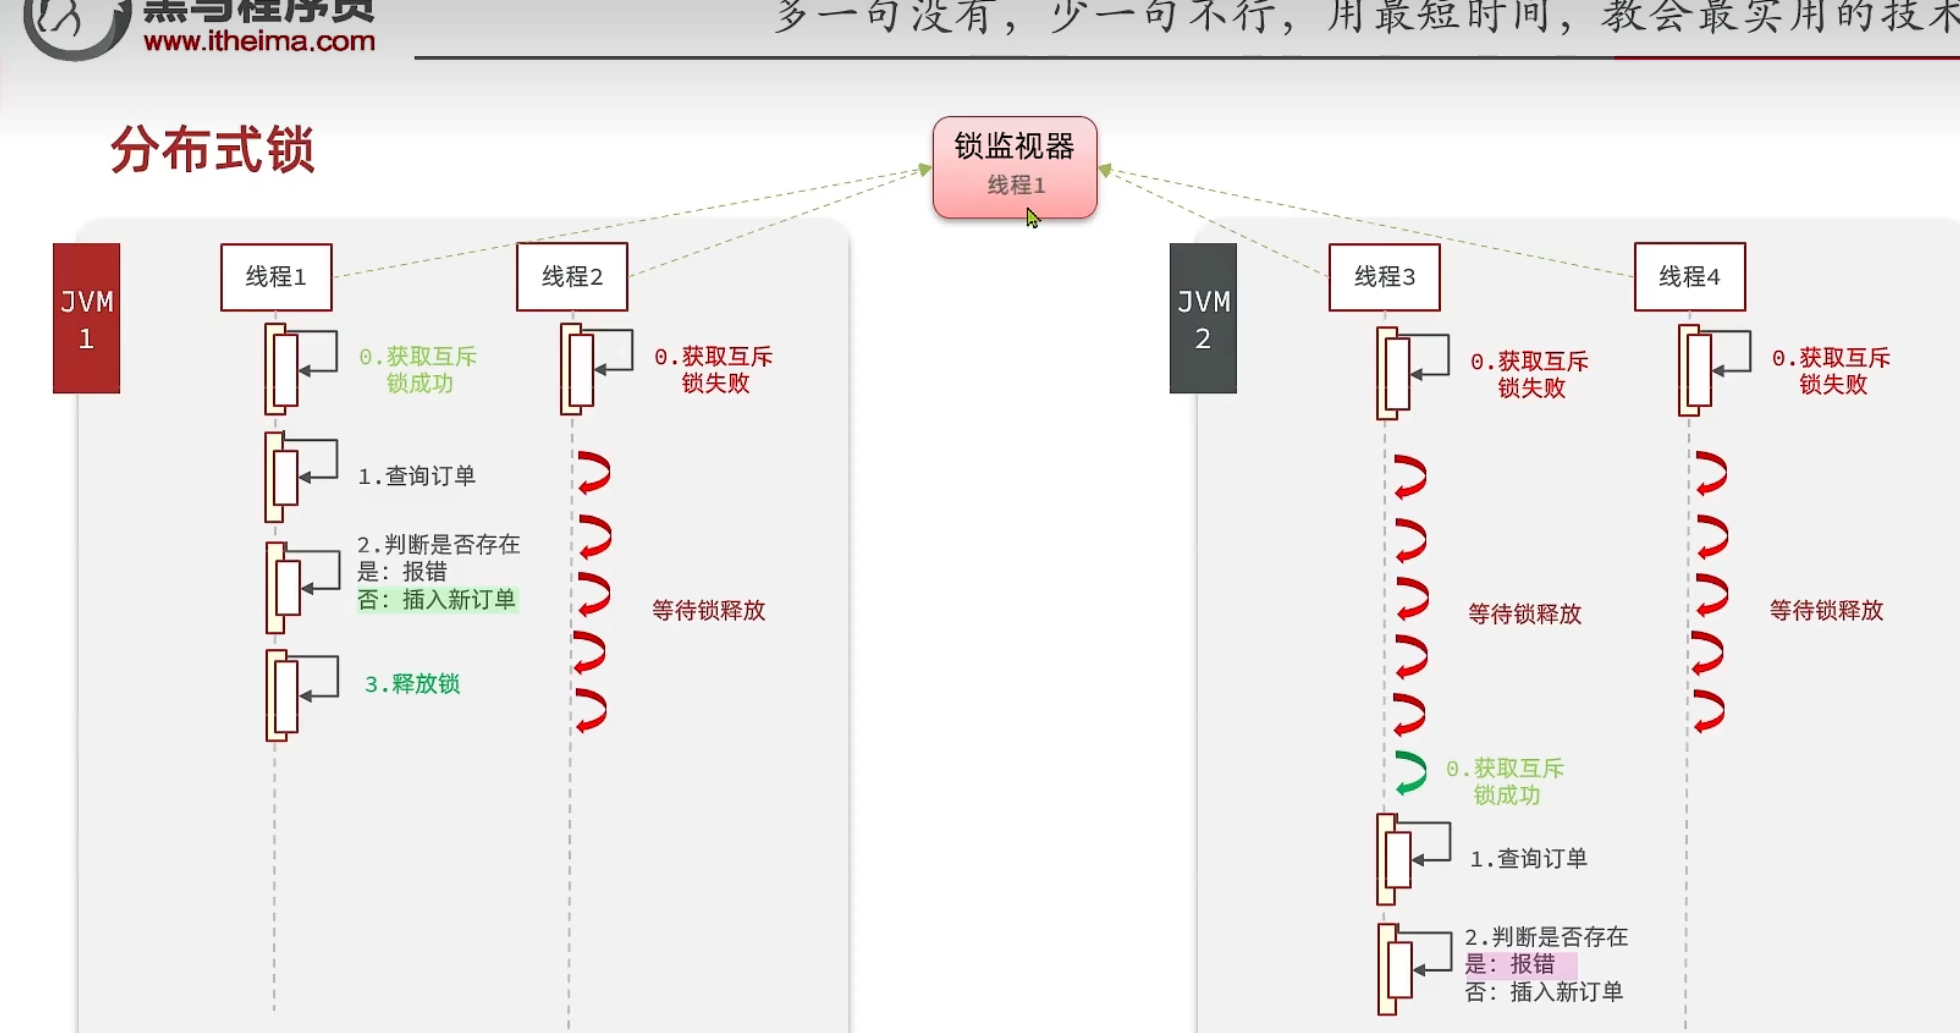 黑马程序员
www.itheima.com
多一句没有，少一句不行，用最短时间，教会最实用的技术
分布式锁
锁监视器
线程1
JVM
1
线程1
线程2
0.获取互斥
锁成功
0.获取互斥
锁失败
1.查询订单
2.判断是否存在
是：报错
否：插入新订单
等待锁释放
3.释放锁
JVM
2
线程3
线程4
0.获取互斥
锁失败
0.获取互斥
锁失败
等待锁释放
等待锁释放
0.获取互斥
锁成功
1.查询订单
2.判断是否存在
是：报错
否：插入新订单